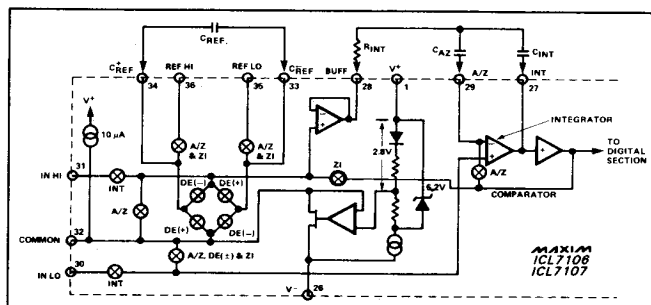 CREF.
RINT
CAZ
CINT
C+REF
REF HI
REF LO
C−REF
BUFF
V+
A/Z
INT
34
36
35
33
28
1
29
27
V+
10 µA
A/Z & ZI
A/Z & ZI
INTEGRATOR
2.8V
TO DIGITAL SECTION
31
IN HI
INT
ZI
A/Z
DE(−)
DE(+)
DE(+)
DE(−)
6.2V
A/Z
COMPARATOR
32
COMMON
A/Z, DE(±) & ZI
30
IN LO
INT
V−
26
MAXIM
ICL7106
ICL7107